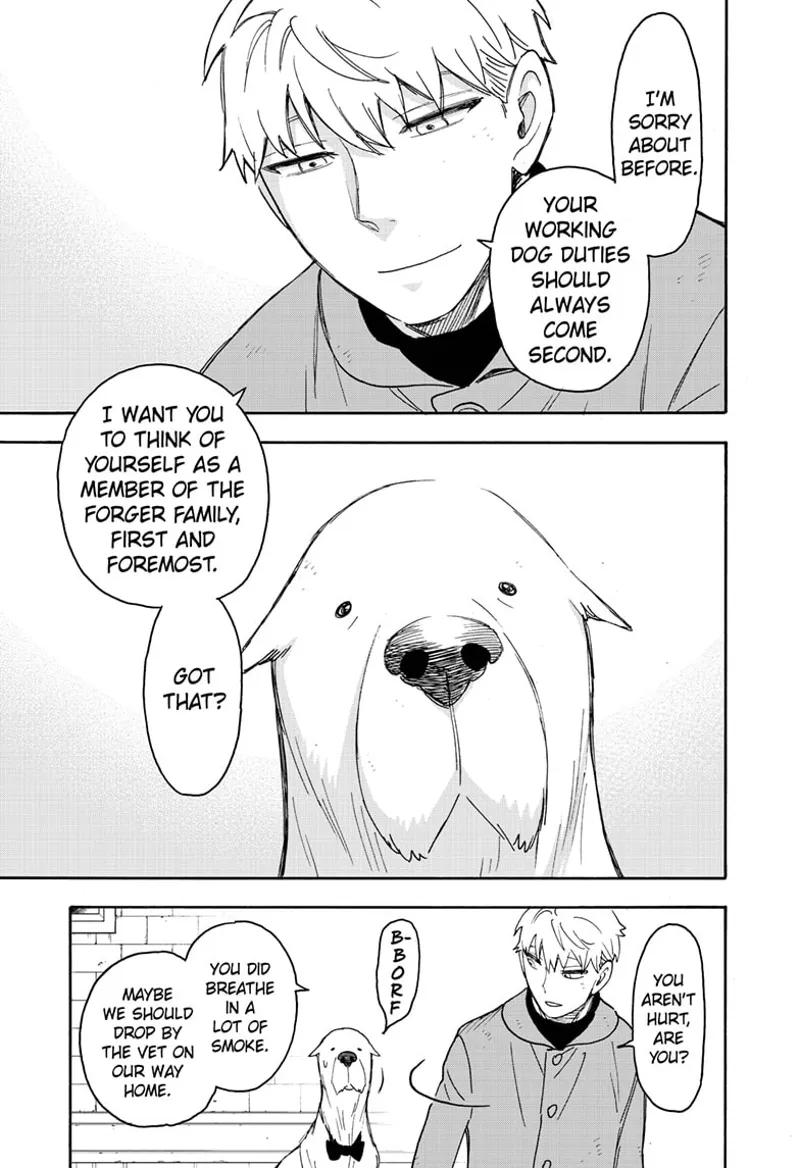 I'M
SORRY
ABOUT
BEFORE.
YOUR
WORKING
DOG DUTIES
SHOULD
ALWAYS
COME
SECOND.
I WANT YOU
TO THINK OF
YOURSELF AS A
MEMBER OF THE
FORGER FAMILY,
FIRST AND
FOREMOST.
GOT
THAT?
YOU
AREN'T
HURT,
ARE
YOU?
B-
BORF
YOU DID
BREATHE
IN A
LOT OF
SMOKE.
MAYBE
WE SHOULD
DROP BY
THE VET ON
OUR WAY
HOME.